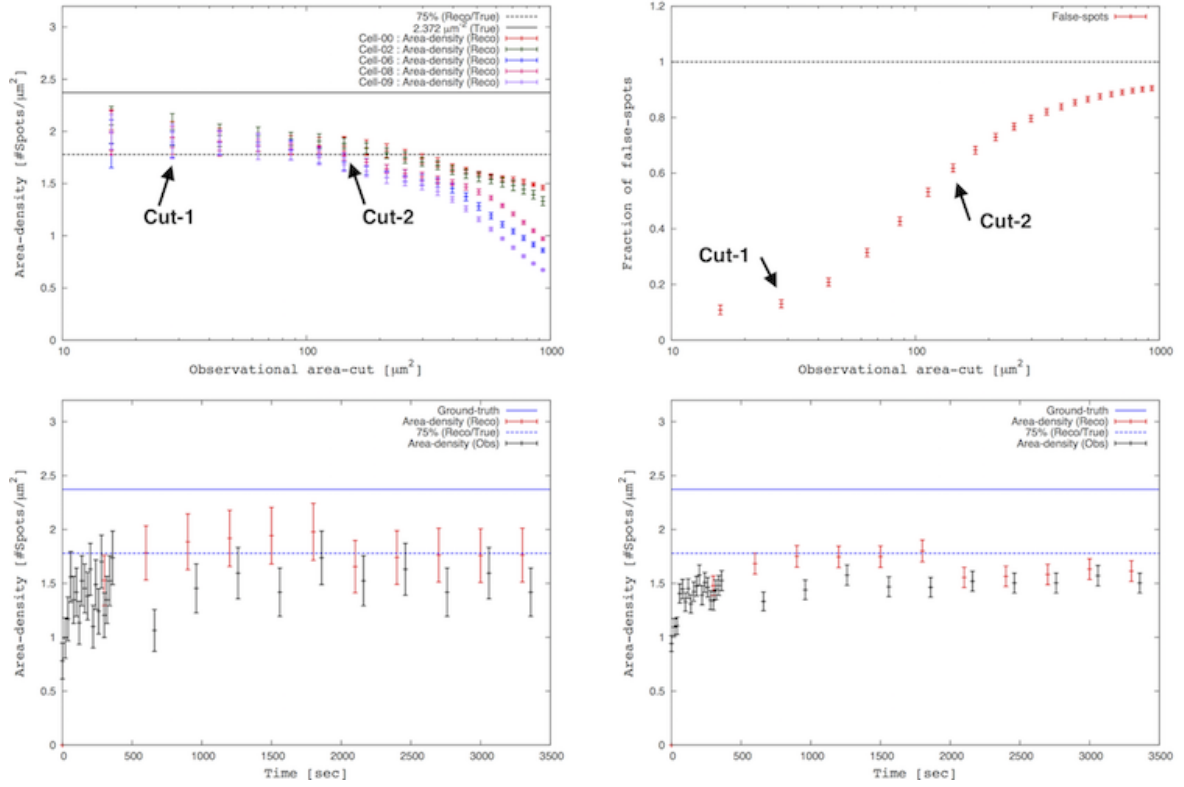 75% (Reco/True)
2.372 μm⁻² (True)
Cell-00 : Area-density (Reco)
Cell-02 : Area-density (Reco)
Cell-06 : Area-density (Reco)
Cell-08 : Area-density (Reco)
Cell-09 : Area-density (Reco)
3
2.5
2
1.5
1
0.5
0
Area-density [#Spots/μm²]
Cut-1
Cut-2
10
100
1000
Observational area-cut [μm²]
False-spots
1.2
1
0.8
0.6
0.4
0.2
0
Fraction of false-spots
Cut-1
Cut-2
10
100
1000
Observational area-cut [μm²]
Ground-truth
Area-density (Reco)
75% (Reco/True)
Area-density (Obs)
3
2.5
2
1.5
1
0.5
0
Area-density [#Spots/μm²]
0
500
1000
1500
2000
2500
3000
3500
Time [sec]
Ground-truth
Area-density (Reco)
75% (Reco/True)
Area-density (Obs)
3
2.5
2
1.5
1
0.5
0
Area-density [#Spots/μm²]
0
500
1000
1500
2000
2500
3000
3500
Time [sec]